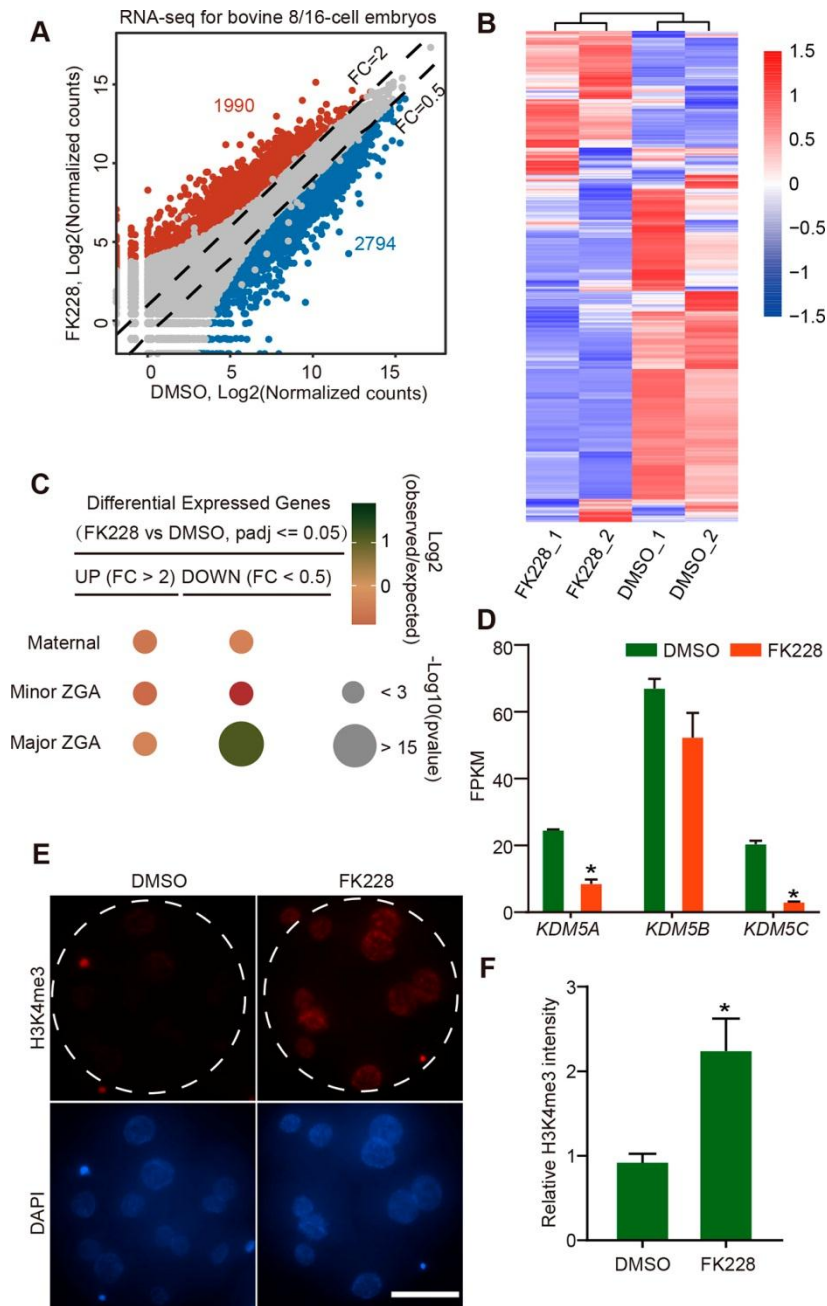 A
RNA-seq for bovine 8/16-cell embryos
FC=2
FC=0.5
1990
2794
15
10
5
0
FK228, Log2(Normalized counts)
0
5
10
15
DMSO, Log2(Normalized counts)
B
1.5
1
0.5
0
−0.5
−1
−1.5
FK228_1
FK228_2
DMSO_1
DMSO_2
C
Differential Expressed Genes
(FK228 vs DMSO, padj <= 0.05)
UP (FC > 2)
DOWN (FC < 0.5)
1
0
Log2
(observed/expected)
Maternal
Minor ZGA
Major ZGA
< 3
> 15
-Log10(pvalue)
D
DMSO
FK228
80
60
40
20
0
FPKM
*
*
KDM5A
KDM5B
KDM5C
E
DMSO
FK228
H3K4me3
DAPI
F
3
2
1
0
Relative H3K4me3 intensity
*
DMSO
FK228